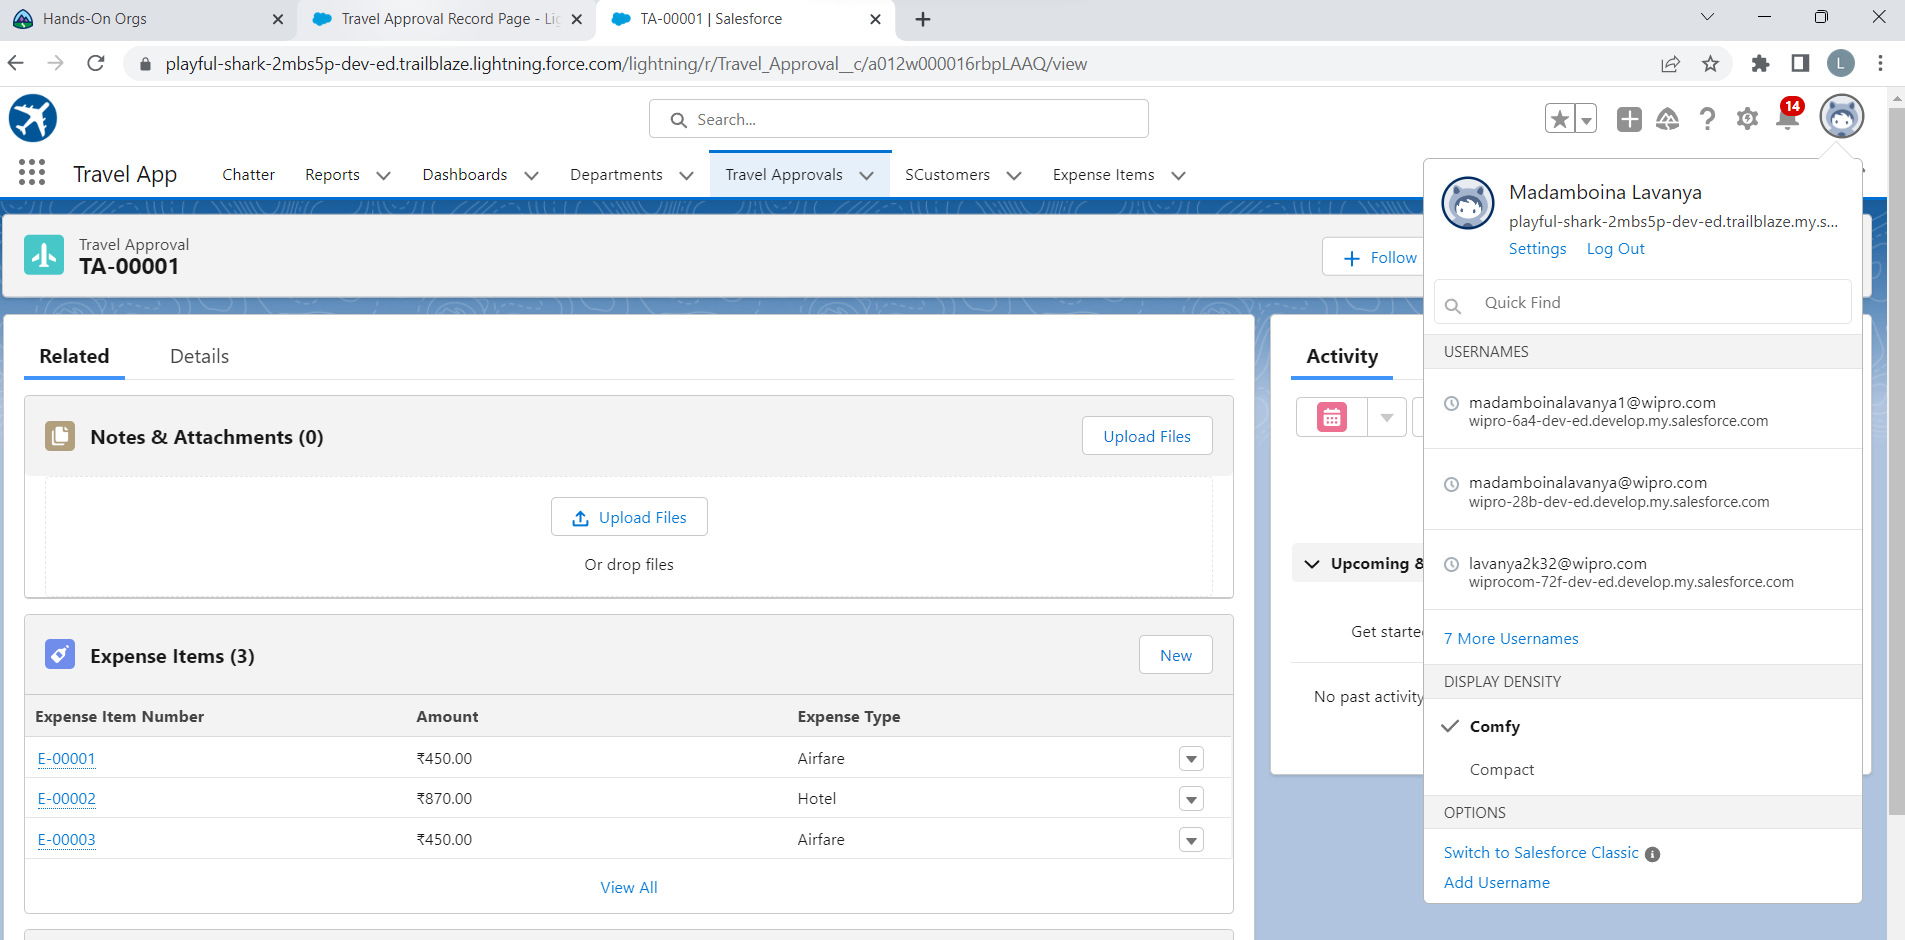 Hands-On Orgs
Travel Approval Record Page - Lig
TA-00001 | Salesforce
playful-shark-2mbs5p-dev-ed.trailblaze.lightning.force.com/lightning/r/Travel_Approval__c/a012w000016rbpLAAQ/view
L
Search...
14
Travel App
Chatter
Reports
Dashboards
Departments
Travel Approvals
SCustomers
Expense Items
Travel Approval
TA-00001
Follow
Related
Details
Notes & Attachments (0)
Upload Files
Upload Files
Or drop files
Expense Items (3)
New
Expense Item Number Amount Expense Type
E-00001 ₹450.00 Airfare
E-00002 ₹870.00 Hotel
E-00003 ₹450.00 Airfare
View All
Activity
Upcoming &
Get started
No past activity
Madamboina Lavanya
playful-shark-2mbs5p-dev-ed.trailblaze.my.s...
Settings Log Out
Quick Find
USERNAMES
madamboinalavanya1@wipro.com
wipro-6a4-dev-ed.develop.my.salesforce.com
madamboinalavanya@wipro.com
wipro-28b-dev-ed.develop.my.salesforce.com
lavanya2k32@wipro.com
wiprocom-72f-dev-ed.develop.my.salesforce.com
7 More Usernames
DISPLAY DENSITY
Comfy
Compact
OPTIONS
Switch to Salesforce Classic
Add Username